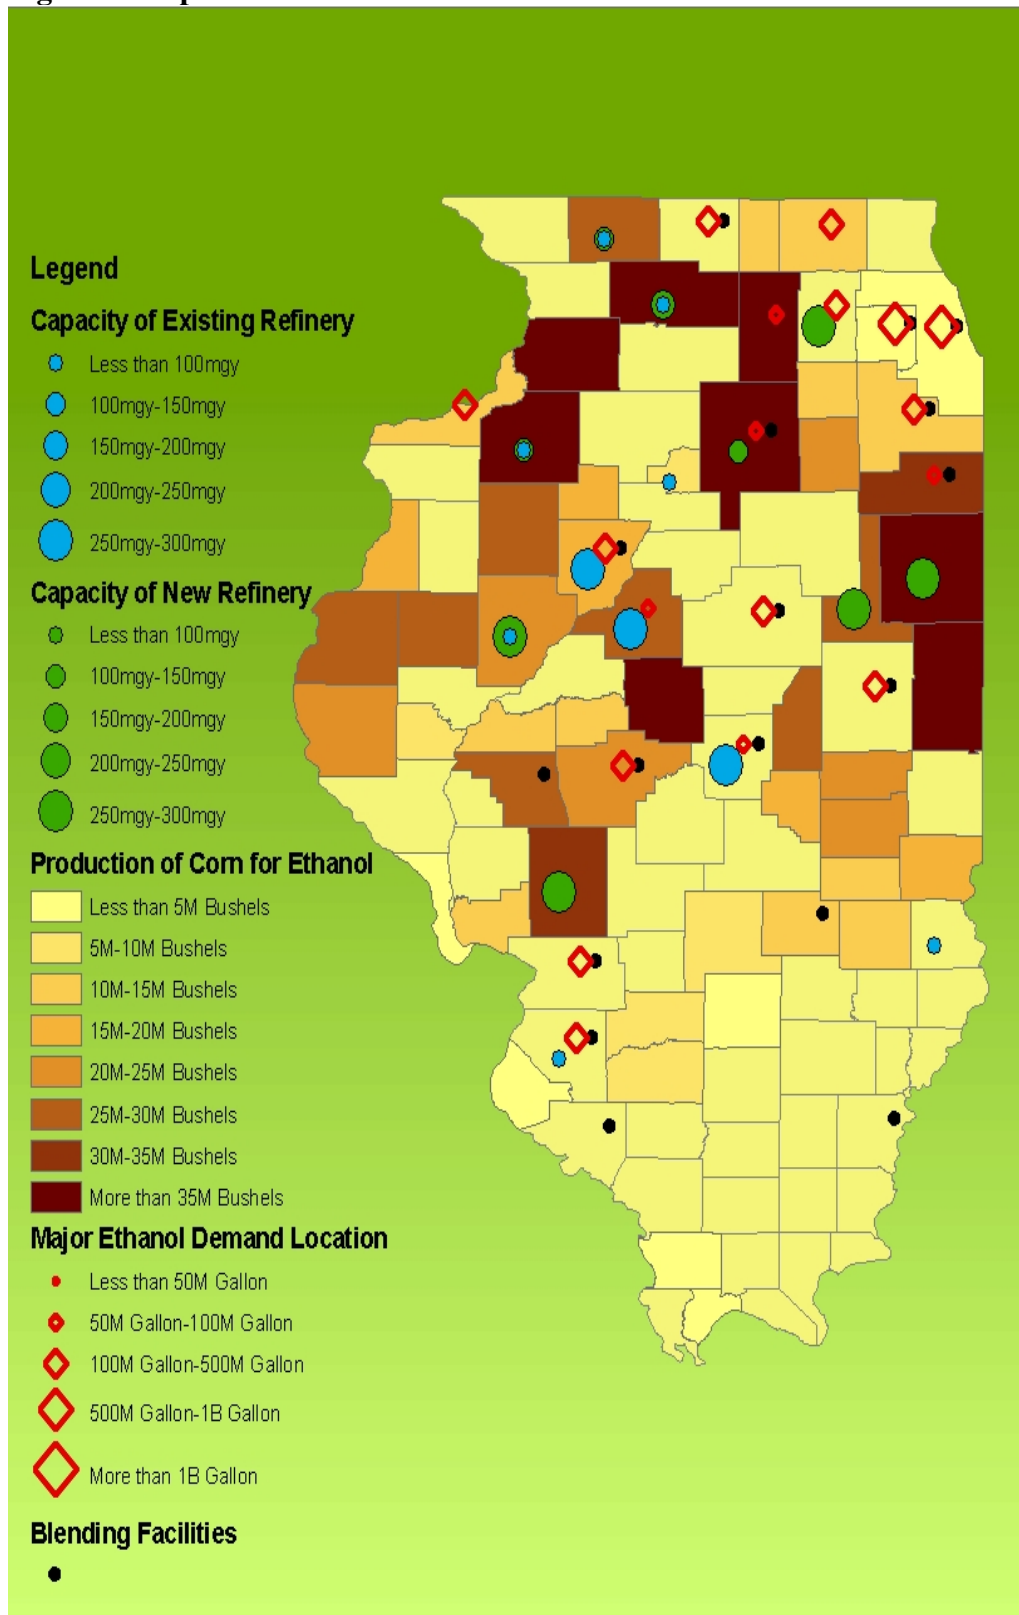 Legend
Capacity of Existing Refinery
Less than 100mgy
100mgy-150mgy
150mgy-200mgy
200mgy-250mgy
250mgy-300mgy
Capacity of New Refinery
Less than 100mgy
100mgy-150mgy
150mgy-200mgy
200mgy-250mgy
250mgy-300mgy
Production of Corn for Ethanol
Less than 5M Bushels
5M-10M Bushels
10M-15M Bushels
15M-20M Bushels
20M-25M Bushels
25M-30M Bushels
30M-35M Bushels
More than 35M Bushels
Major Ethanol Demand Location
Less than 50M Gallon
50M Gallon-100M Gallon
100M Gallon-500M Gallon
500M Gallon-1B Gallon
More than 1B Gallon
Blending Facilities